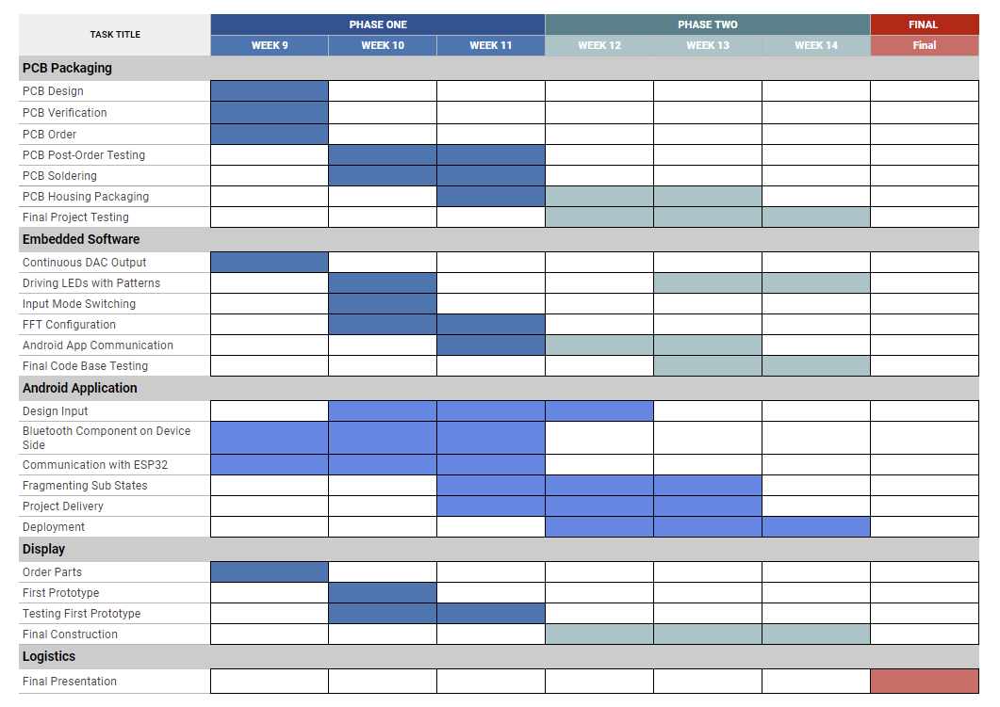 TASK TITLE
PHASE ONE PHASE TWO FINAL
WEEK 9 WEEK 10 WEEK 11 WEEK 12 WEEK 13 WEEK 14 Final
PCB Packaging
PCB Design
PCB Verification
PCB Order
PCB Post-Order Testing
PCB Soldering
PCB Housing Packaging
Final Project Testing
Embedded Software
Continuous DAC Output
Driving LEDs with Patterns
Input Mode Switching
FFT Configuration
Android App Communication
Final Code Base Testing
Android Application
Design Input
Bluetooth Component on Device
Side
Communication with ESP32
Fragmenting Sub States
Project Delivery
Deployment
Display
Order Parts
First Prototype
Testing First Prototype
Final Construction
Logistics
Final Presentation